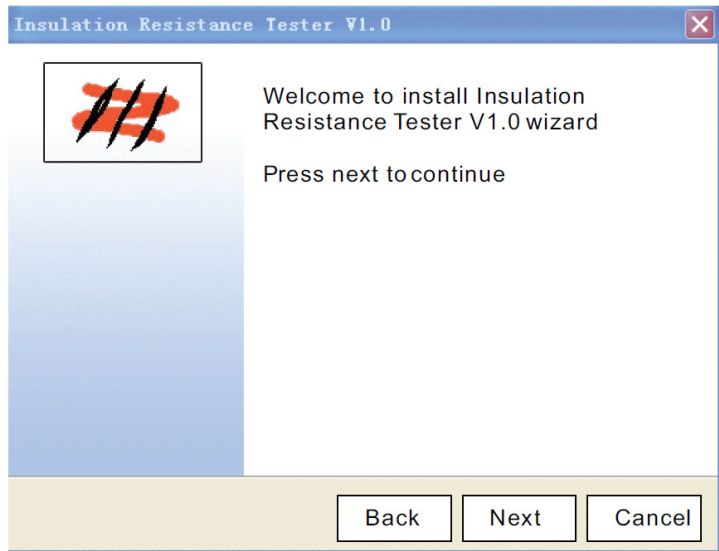 Insulation Resistance Tester V1.0
Welcome to install Insulation
Resistance Tester V1.0 wizard
Press next to continue
Back
Next
Cancel